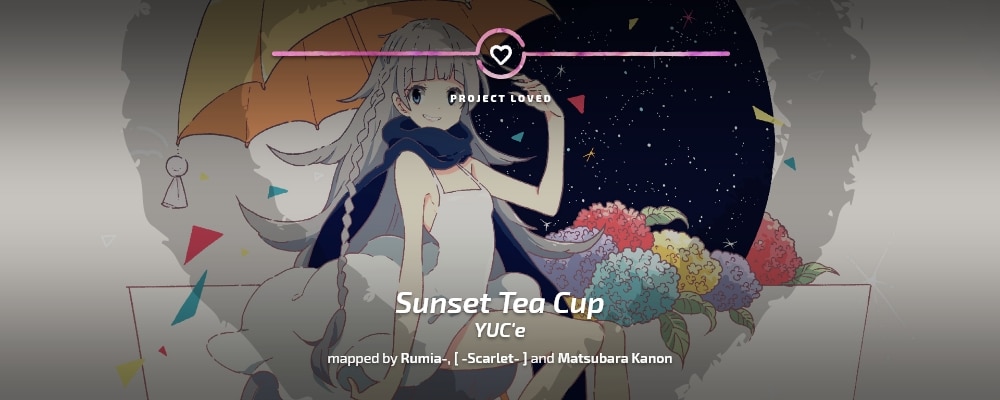 PROJECT LOVED
Sunset Tea Cup
YUC'e
mapped by Rumia-, [ -Scarlet- ] and Matsubara Kanon